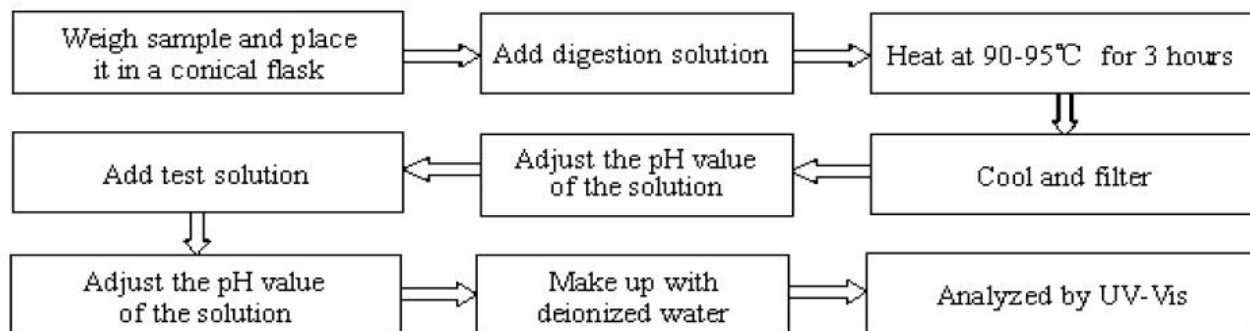 Weigh sample and place
it in a conical flask
Add digestion solution
Heat at 90-95℃ for 3 hours
Cool and filter
Adjust the pH value
of the solution
Add test solution
Adjust the pH value
of the solution
Make up with
deionized water
Analyzed by UV-Vis